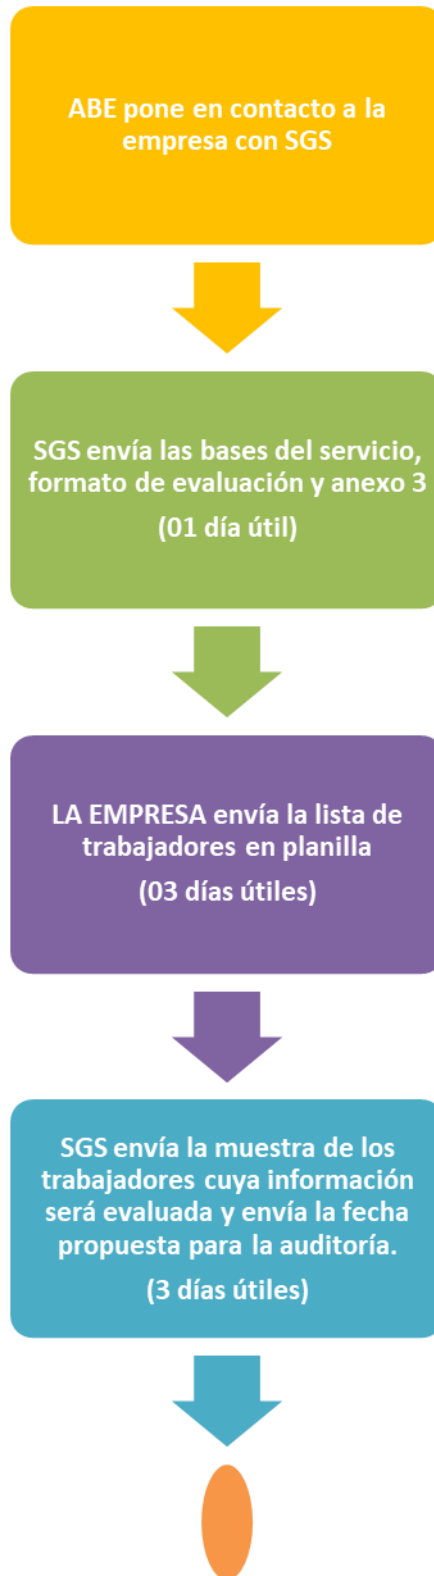 ABE pone en contacto a la
empresa con SGS
SGS envía las bases del servicio,
formato de evaluación y anexo 3
(01 día útil)
LA EMPRESA envía la lista de
trabajadores en planilla
(03 días útiles)
SGS envía la muestra de los
trabajadores cuya información
será evaluada y envía la fecha
propuesta para la auditoría.
(3 días útiles)